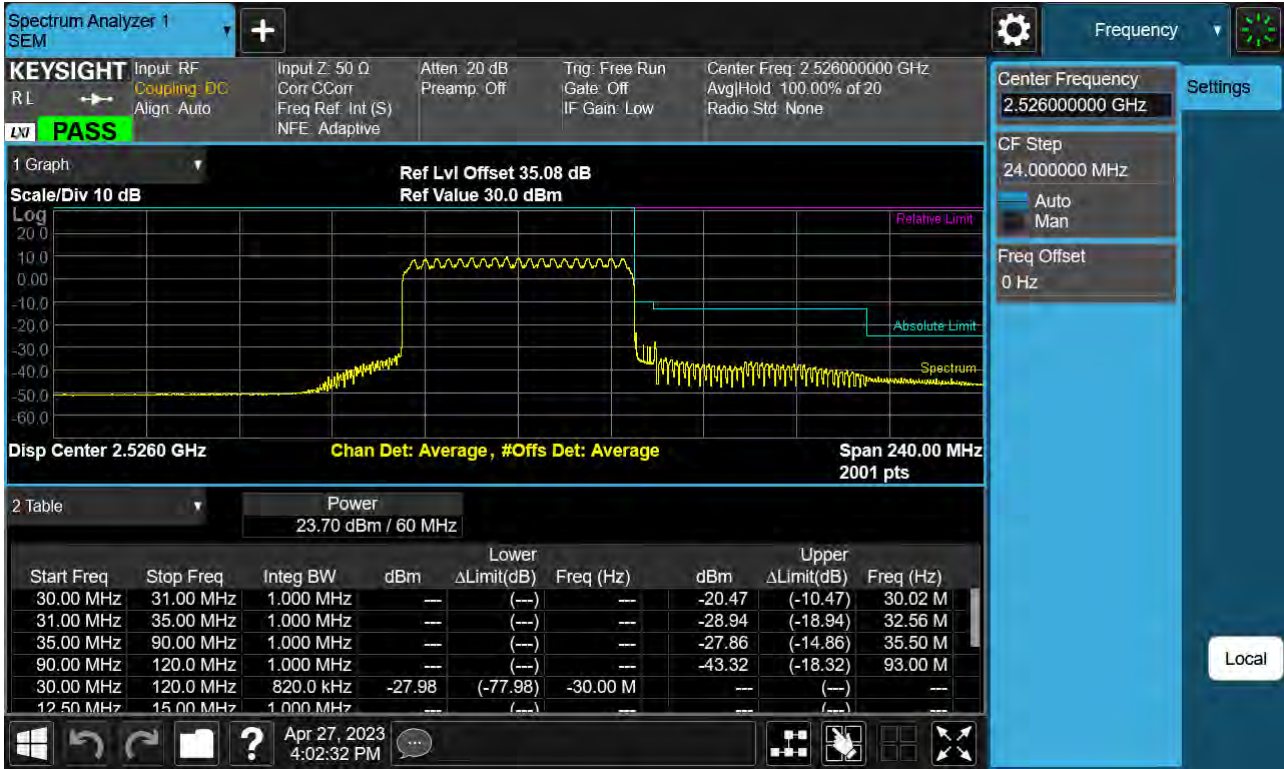 Spectrum Analyzer 1
SEM
Frequency
KEYSIGHT
RL
LXI
PASS
Input: RF
Coupling: DC
Align: Auto
Input Z: 50 Ω
Corr CCorr
Freq Ref: Int (S)
NFE: Adaptive
Atten: 20 dB
Preamp: Off
Trig: Free Run
Gate: Off
IF Gain: Low
Center Freq: 2.526000000 GHz
Avg|Hold: 100.00% of 20
Radio Std: None
Center Frequency
2.526000000 GHz
Settings
CF Step
24.000000 MHz
Auto
Man
Freq Offset
0 Hz
Local
1 Graph
Scale/Div 10 dB
Ref Lvl Offset 35.08 dB
Ref Value 30.0 dBm
Log
20.0
10.0
0.00
-10.0
-20.0
-30.0
-40.0
-50.0
-60.0
Relative Limit
Absolute Limit
Spectrum
Disp Center 2.5260 GHz
Chan Det: Average, #Offs Det: Average
Span 240.00 MHz
2001 pts
2 Table
Power
23.70 dBm / 60 MHz
Lower Upper
Start Freq Stop Freq Integ BW dBm ΔLimit(dB) Freq (Hz) dBm ΔLimit(dB) Freq (Hz)
30.00 MHz 31.00 MHz 1.000 MHz --- (---) --- -20.47 (-10.47) 30.02 M
31.00 MHz 35.00 MHz 1.000 MHz --- (---) --- -28.94 (-18.94) 32.56 M
35.00 MHz 90.00 MHz 1.000 MHz --- (---) --- -27.86 (-14.86) 35.50 M
90.00 MHz 120.0 MHz 1.000 MHz --- (---) --- -43.32 (-18.32) 93.00 M
30.00 MHz 120.0 MHz 820.0 kHz -27.98 (-77.98) -30.00 M --- (---) ---
12.50 MHz 15.00 MHz 1.000 MHz --- (---) --- --- (---) ---
?
Apr 27, 2023
4:02:32 PM